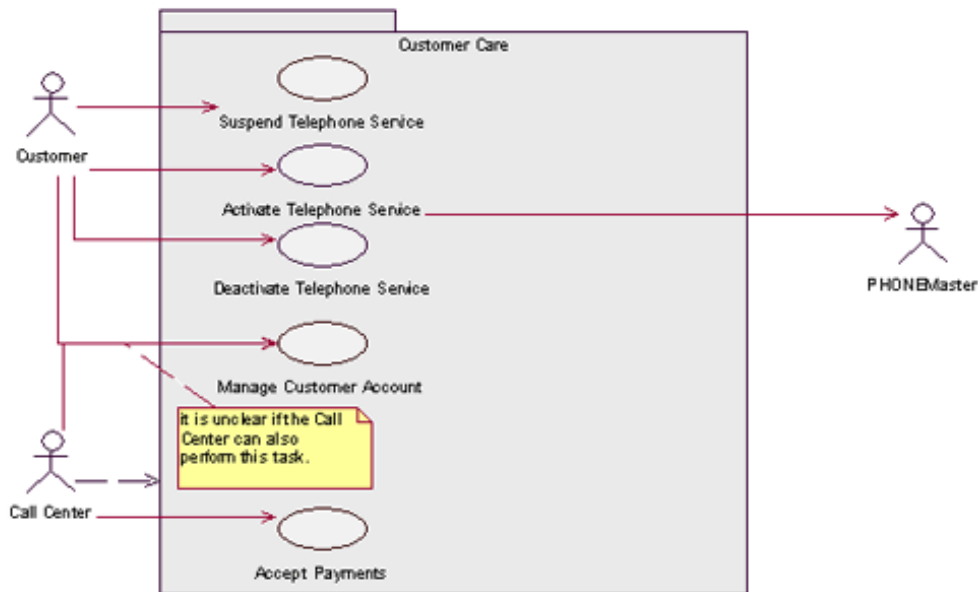 Customer Care
Suspend Telephone Service
Customer
Activate Telephone Service
Deactivate Telephone Service
PHONEMaster
Manage Customer Account
it is unclear if the Call
Center can also
perform this task.
Call Center
Accept Payments